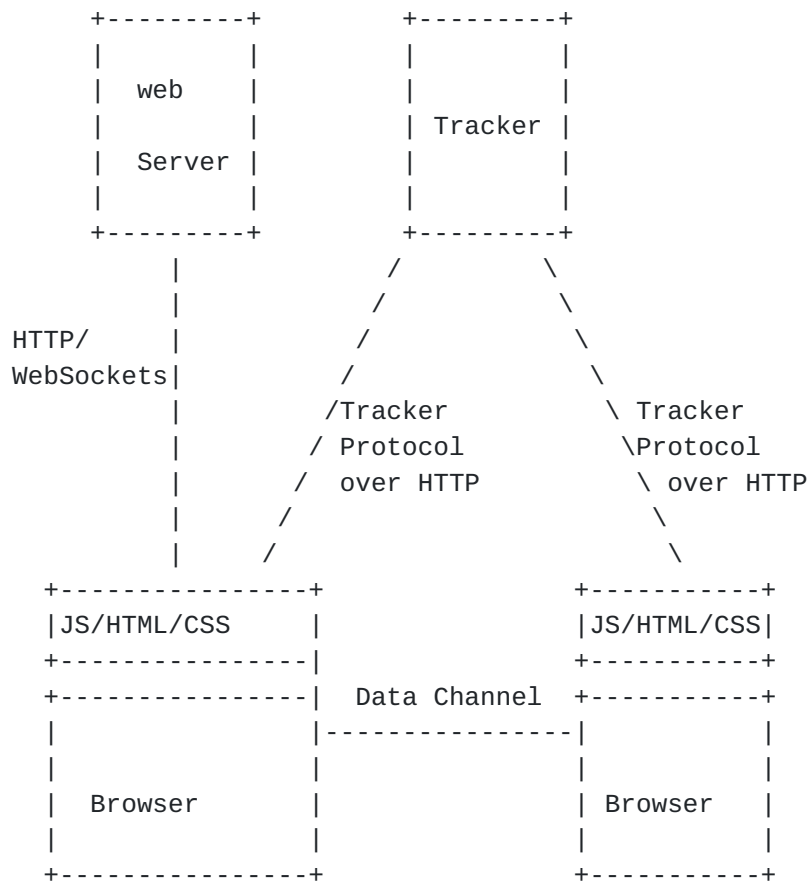 web
Tracker
Server
HTTP/
WebSockets
Tracker Tracker
Protocol Protocol
over HTTP over HTTP
JS/HTML/CSS JS/HTML/CSS
Data Channel
Browser Browser